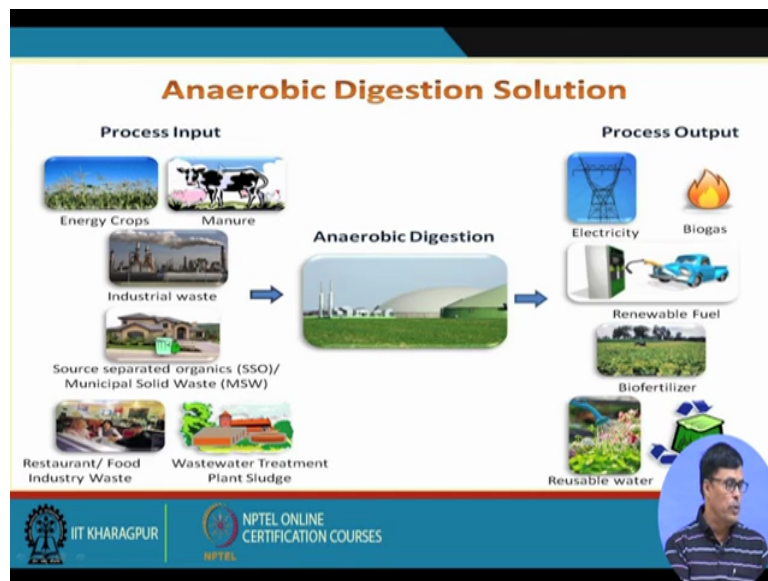 Anaerobic Digestion Solution
Process Input
Energy Crops
Manure
Industrial waste
Source separated organics (SSO)/
Municipal Solid Waste (MSW)
Restaurant/ Food
Industry Waste
Wastewater Treatment
Plant Sludge
Anaerobic Digestion
Process Output
Electricity
Biogas
Renewable Fuel
Biofertilizer
Reusable water
IIT KHARAGPUR
NPTEL
NPTEL ONLINE
CERTIFICATION COURSES